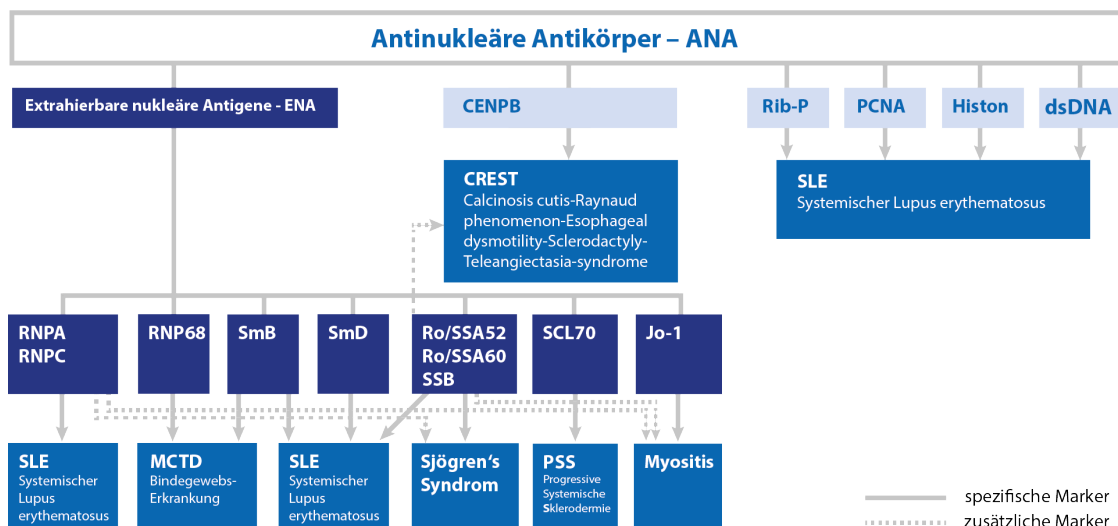 Antinukleäre Antikörper – ANA
Extrahierbare nukleäre Antigene - ENA
CENPB
Rib-P
PCNA
Histon
dsDNA
CREST
Calcinosis cutis-Raynaud
phenomenon-Esophageal
dysmotility-Sclerodactyly-
Teleangiectasia-syndrome
SLE
Systemischer Lupus erythematosus
RNPA
RNPC
RNP68
SmB
SmD
Ro/SSA52
Ro/SSA60
SSB
SCL70
Jo-1
SLE
Systemischer
Lupus
erythematosus
MCTD
Bindegewebs-
Erkrankung
SLE
Systemischer
Lupus
erythematosus
Sjögren‘s
Syndrom
PSS
Progressive
Systemische
Sklerodermie
Myositis
spezifische Marker
zusätzliche Marker